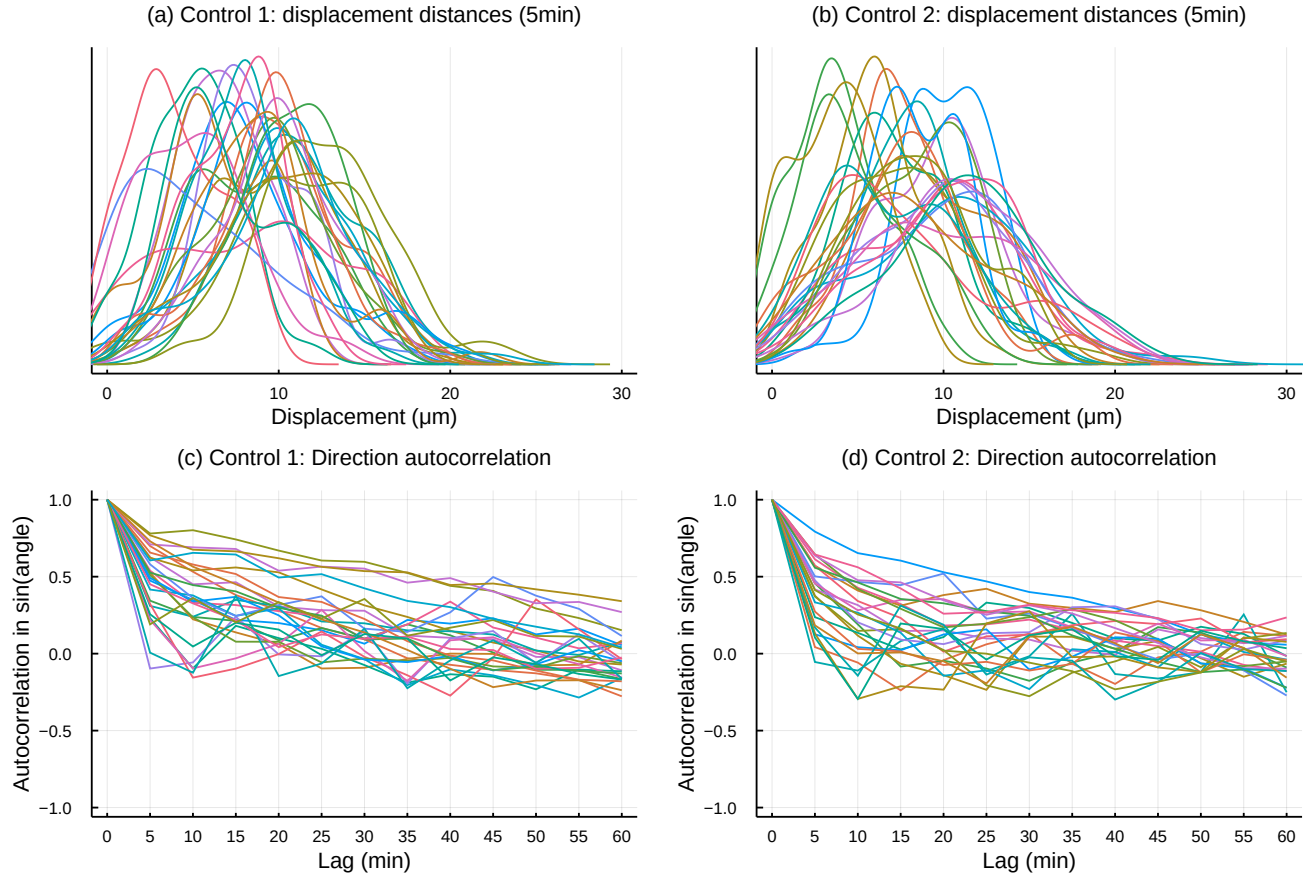 (a) Control 1: displacement distances (5min)
0 10 20 30
Displacement (μm)
(b) Control 2: displacement distances (5min)
0 10 20 30
Displacement (μm)
(c) Control 1: Direction autocorrelation
Autocorrelation in sin(angle)
1.0
0.5
0.0
−0.5
−1.0
0 5 10 15 20 25 30 35 40 45 50 55 60
Lag (min)
(d) Control 2: Direction autocorrelation
Autocorrelation in sin(angle)
1.0
0.5
0.0
−0.5
−1.0
0 5 10 15 20 25 30 35 40 45 50 55 60
Lag (min)